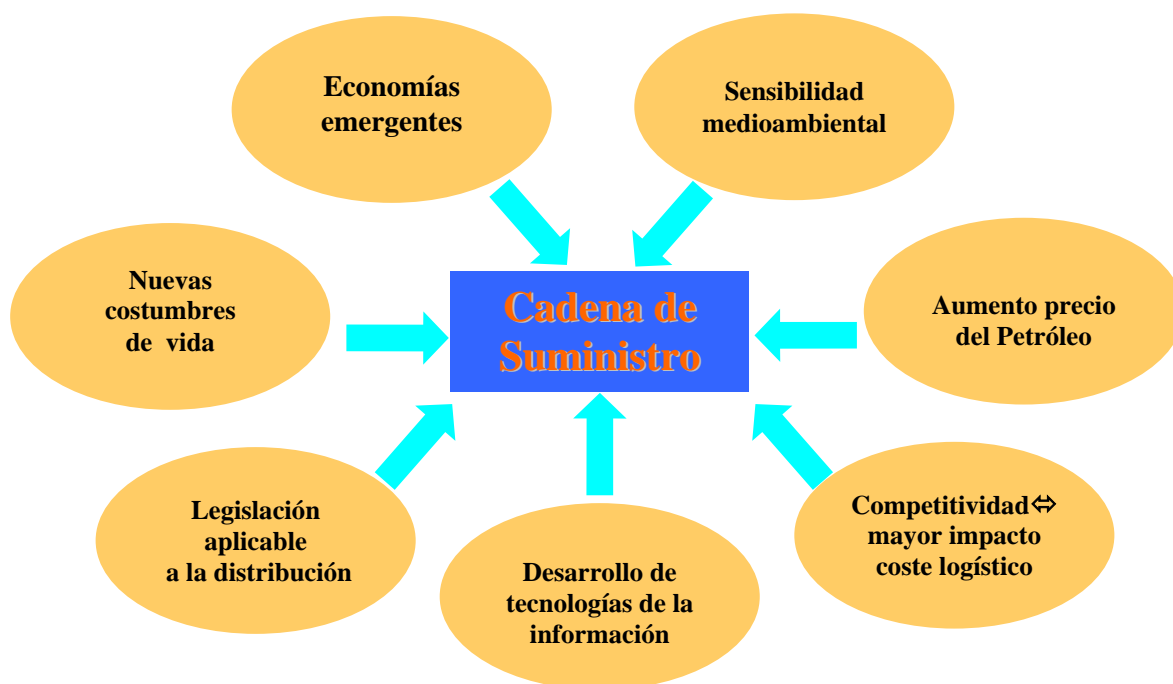 Economías
emergentes
Sensibilidad
medioambiental
Nuevas
costumbres
de vida
Cadena de
Suministro
Aumento precio
del Petróleo
Legislación
aplicable
a la distribución
Desarrollo de
tecnologías de la
información
Competitividad⇔
mayor impacto
coste logístico